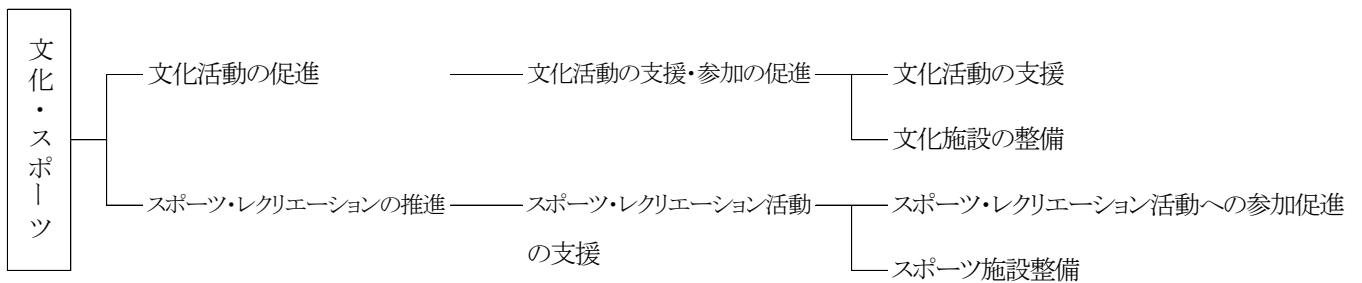 文化・スポーツ
文化活動の促進
文化活動の支援・参加の促進
文化活動の支援
文化施設の整備
スポーツ・レクリエーションの推進
スポーツ・レクリエーション活動
の支援
スポーツ・レクリエーション活動への参加促進
スポーツ施設整備